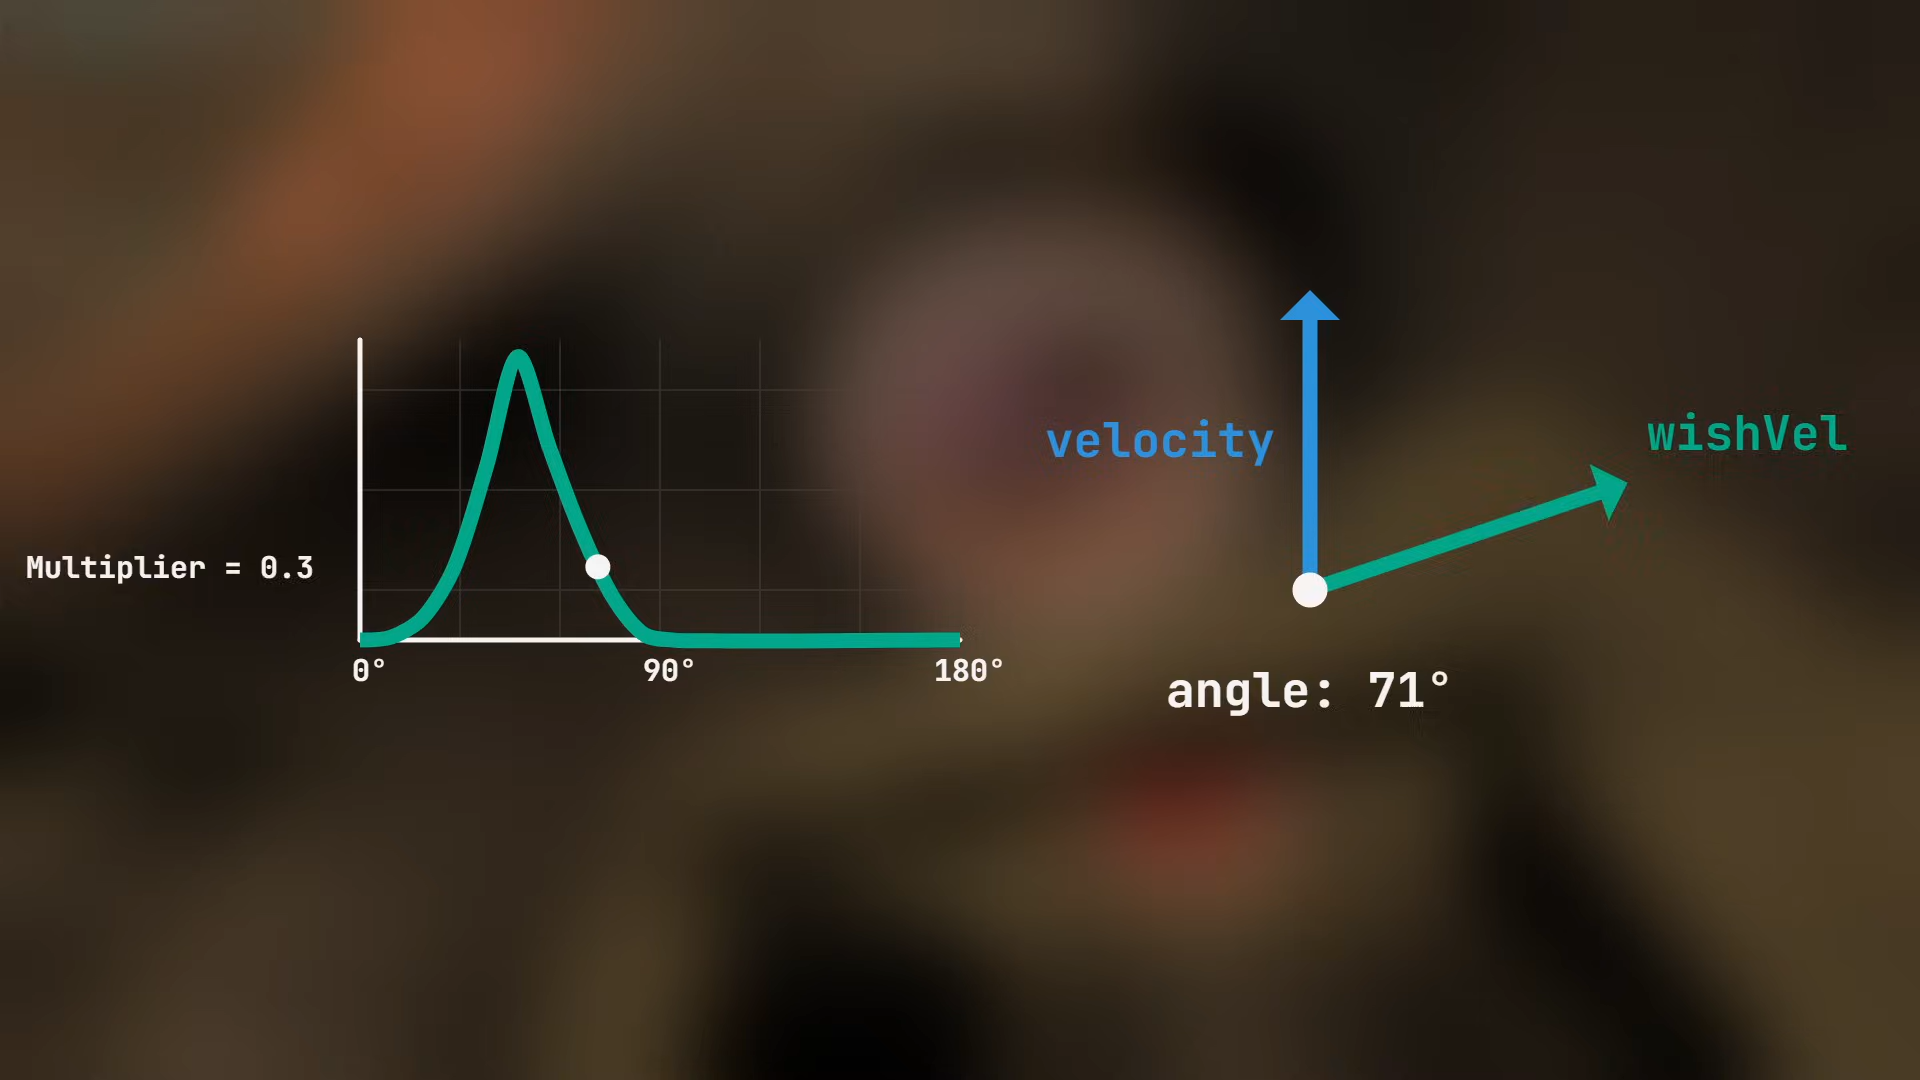 velocity
wishVel
Multiplier = 0.3
0°
90°
180°
angle: 71°